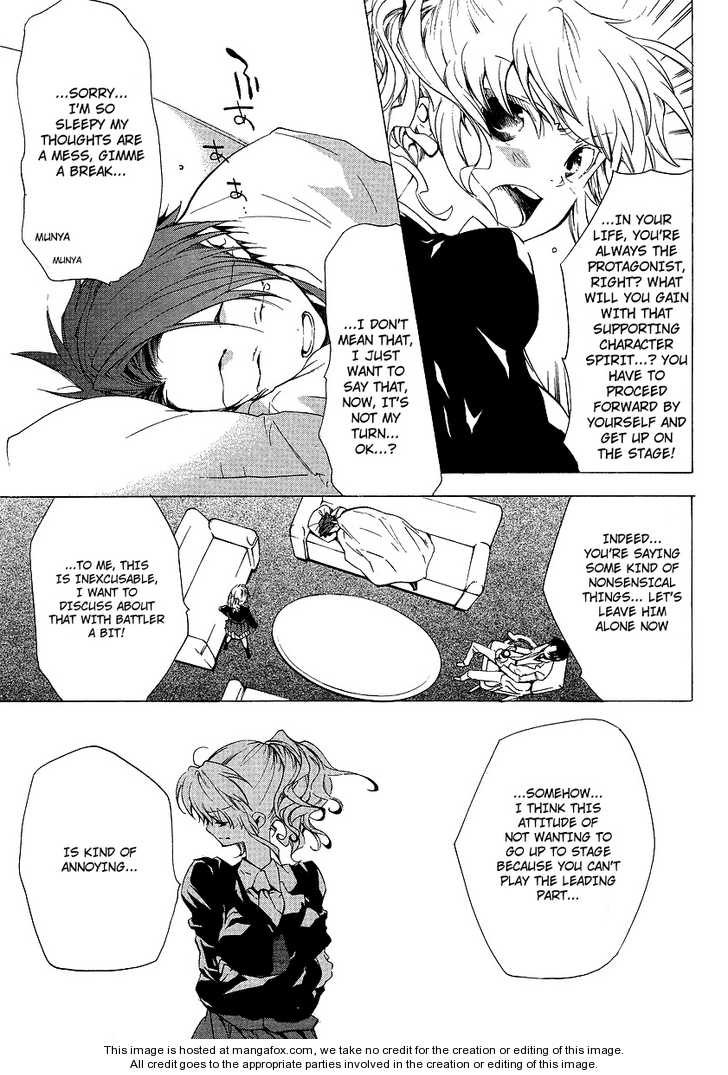 ...IN YOUR
LIFE, YOU'RE
ALWAYS THE
PROTAGONIST,
RIGHT? WHAT
WILL YOU GAIN
WITH THAT
SUPPORTING
CHARACTER
SPIRIT...? YOU
HAVE TO
PROCEED
FORWARD BY
YOURSELF AND
GET UP ON
THE STAGE!
...I DON'T
MEAN THAT,
I JUST
WANT TO
SAY THAT,
NOW, IT'S
NOT MY
TURN...
OK...?
...SORRY...
I'M SO
SLEEPY MY
THOUGHTS ARE
A MESS, GIMME
A BREAK...
MUNYA
MUNYA
INDEED...
YOU'RE SAYING
SOME KIND OF
NONSENSICAL
THINGS... LET'S
LEAVE HIM
ALONE NOW
...TO ME, THIS
IS INEXCUSABLE,
I WANT TO
DISCUSS ABOUT
THAT WITH BATTLER
A BIT!
...SOMEHOW...
I THINK THIS
ATTITUDE OF
NOT WANTING TO
GO UP TO STAGE
BECAUSE YOU CAN'T
PLAY THE LEADING
PART...
IS KIND OF
ANNOYING...
This image is hosted at mangafox.com, we take no credit for the creation or editing of this image.
All credit goes to the appropriate parties involved in the creation or editing of this image.